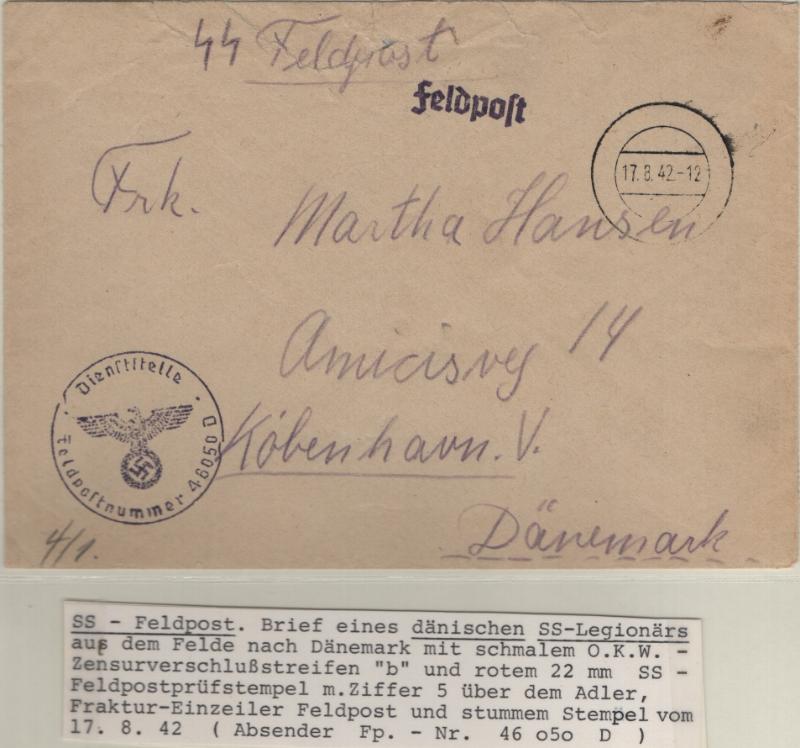 SS Feldpost
Feldpost
17.8.42-12
Frk.
Martha Hansen
Amicisvej 14
København. V.
Dänemark
Dienststelle
Feldpostnummer 46050 D
4/1.
SS - Feldpost. Brief eines dänischen SS-Legionärs
aus dem Felde nach Dänemark mit schmalem O.K.W. -
Zensurverschlußstreifen "b" und rotem 22 mm SS -
Feldpostprüfstempel m.Ziffer 5 über dem Adler,
Fraktur-Einzeiler Feldpost und stummem Stempel vom
17. 8. 42 ( Absender Fp. - Nr. 46 o5o D )